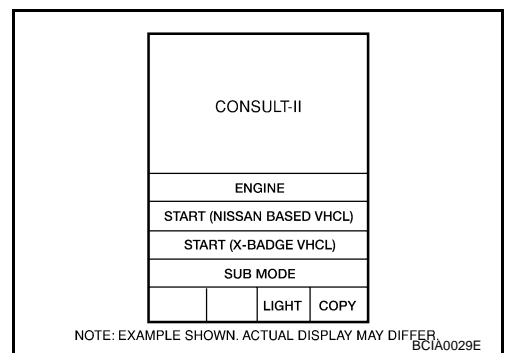 CONSULT-II
ENGINE
START (NISSAN BASED VHCL)
START (X-BADGE VHCL)
SUB MODE
LIGHT COPY
NOTE: EXAMPLE SHOWN. ACTUAL DISPLAY MAY DIFFER.
BCIA0029E